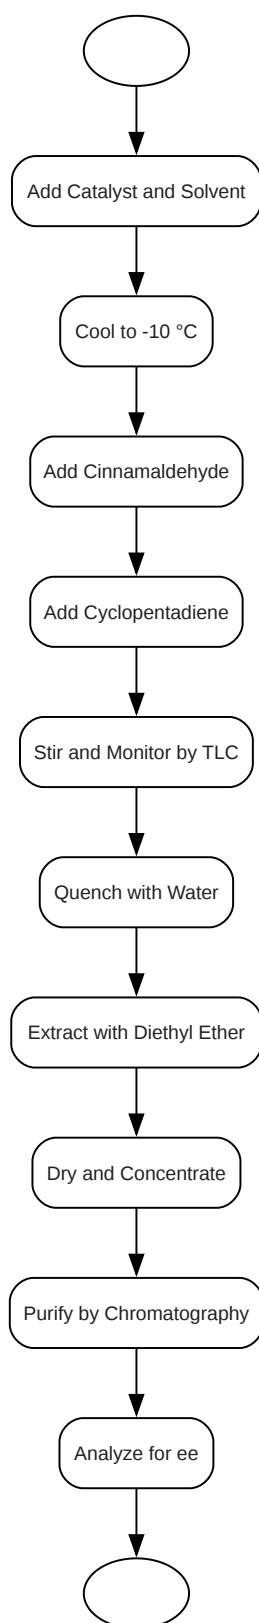 Add Catalyst and Solvent
Cool to -10 °C
Add Cinnamaldehyde
Add Cyclopentadiene
Stir and Monitor by TLC
Quench with Water
Extract with Diethyl Ether
Dry and Concentrate
Purify by Chromatography
Analyze for ee